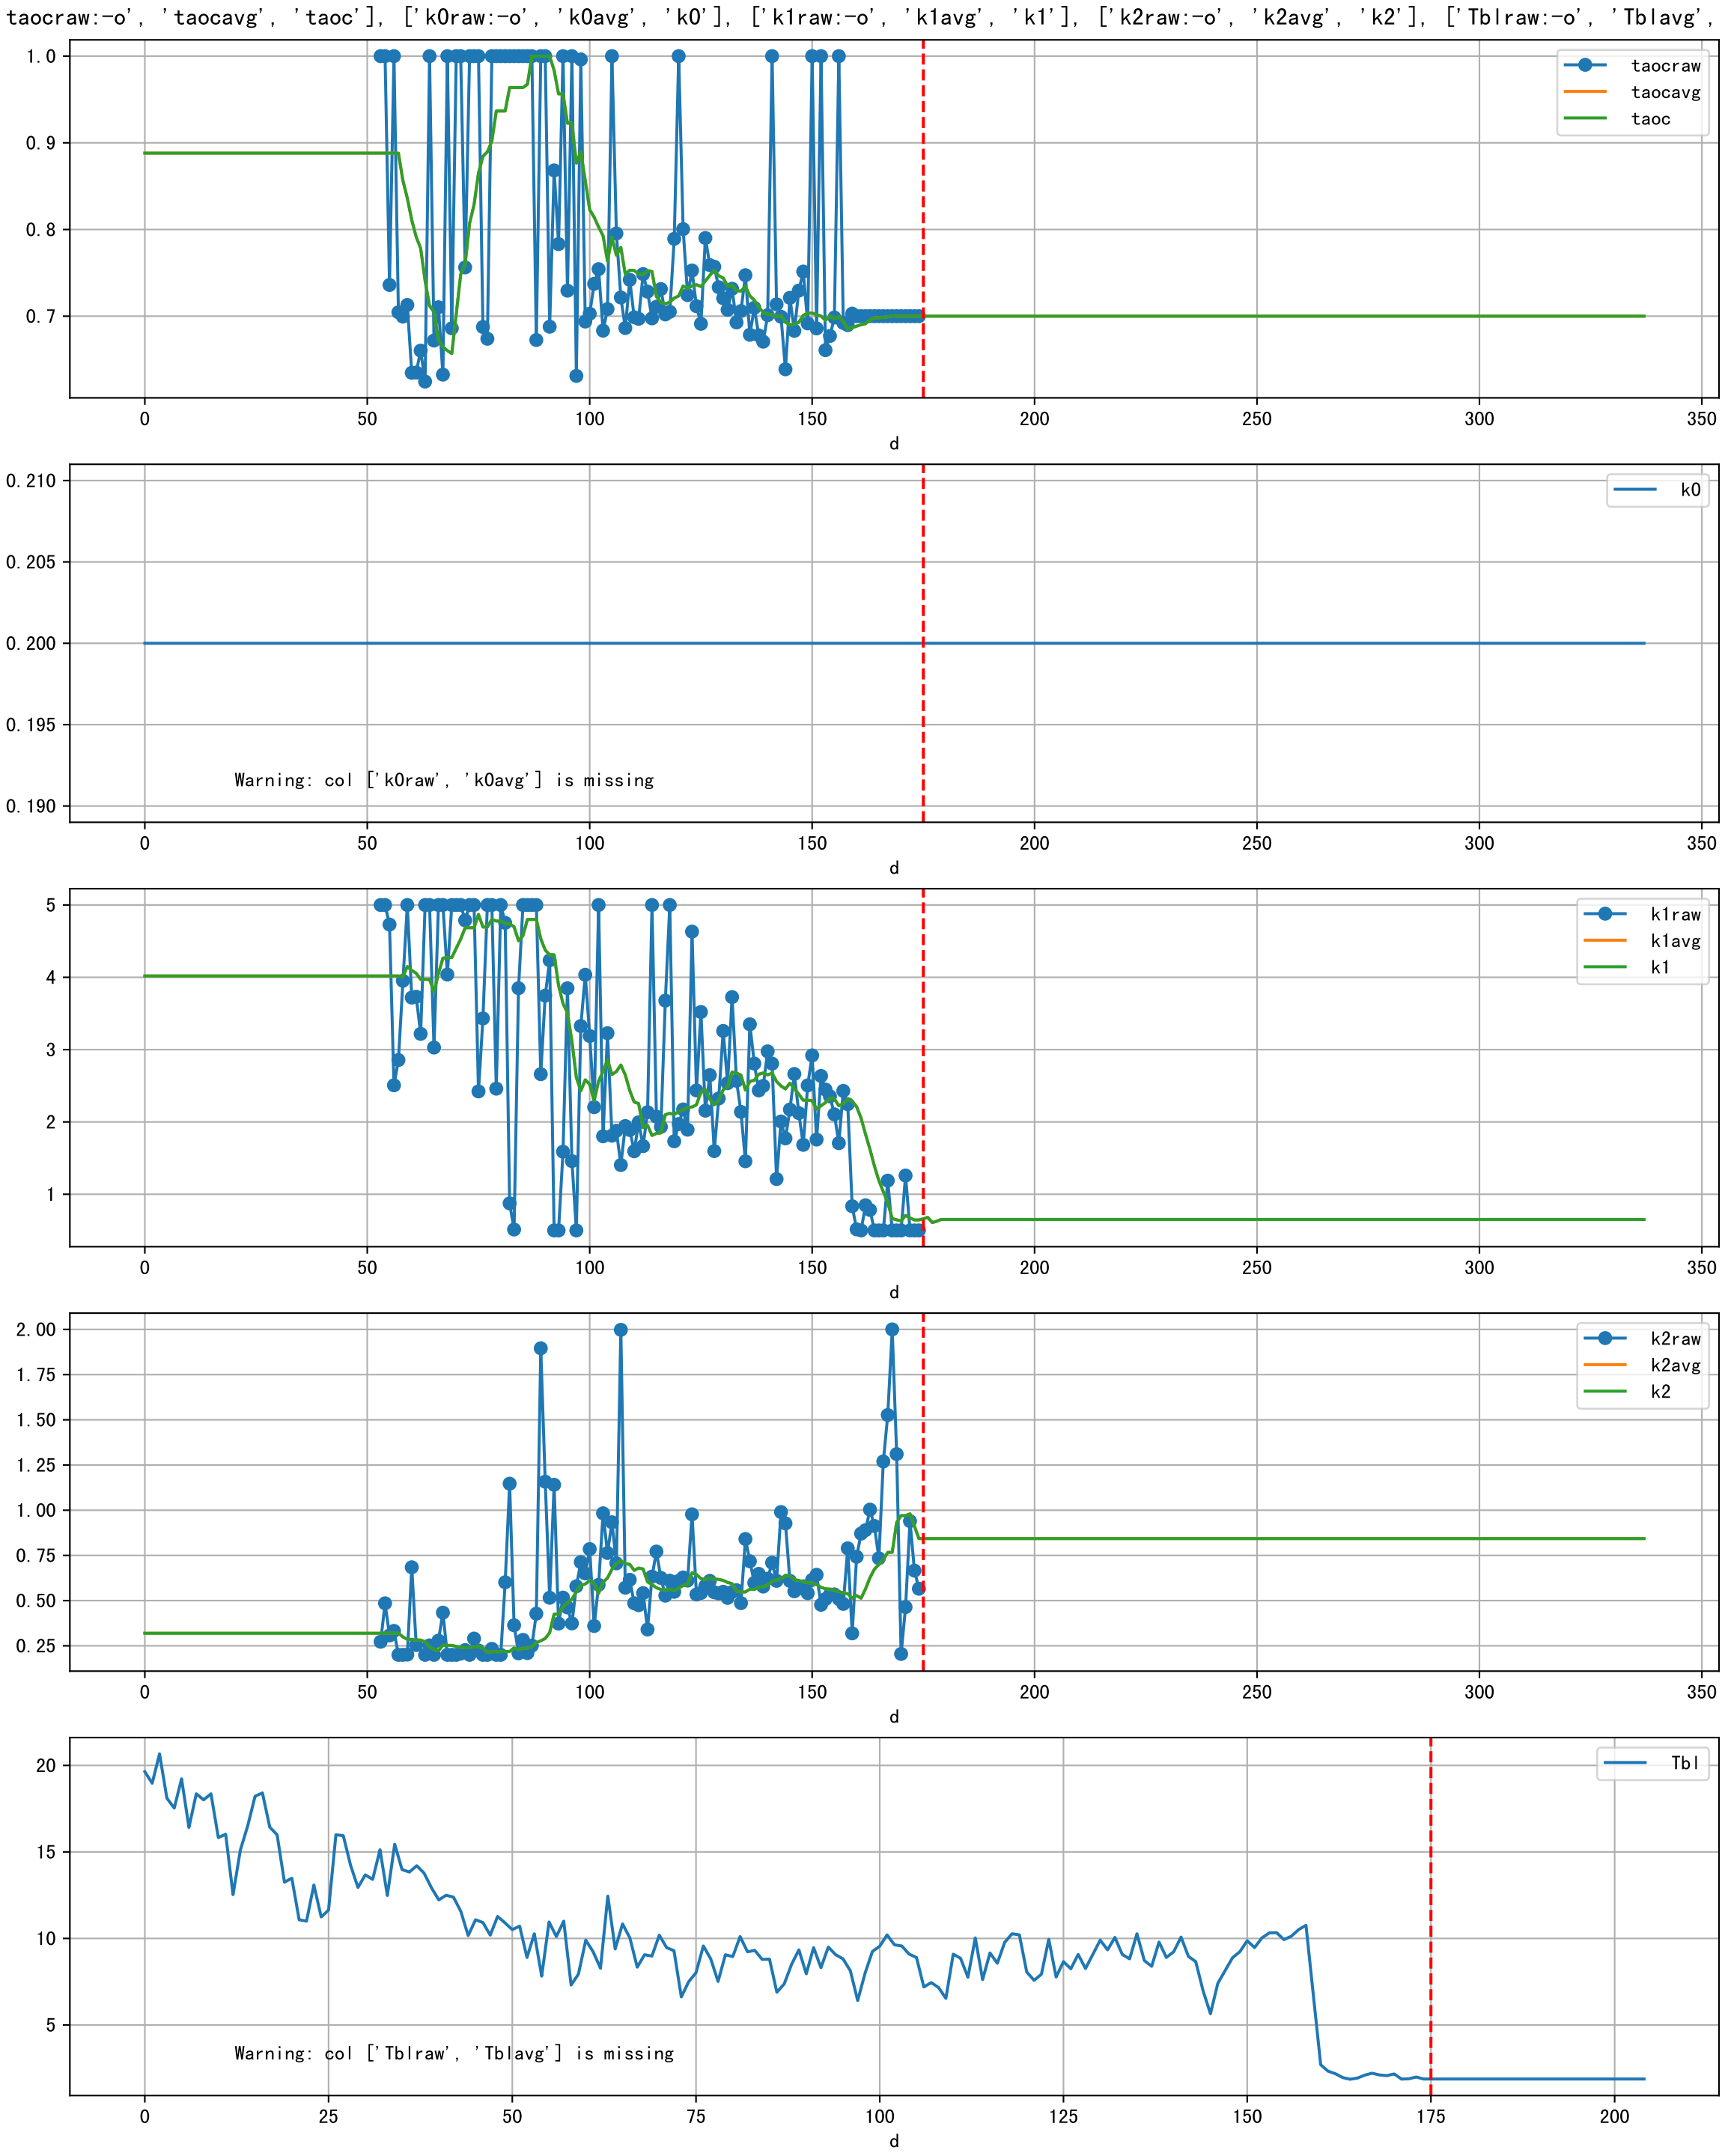 taocraw:-o', 'taocavg', 'taoc'], ['k0raw:-o', 'k0avg', 'k0'], ['k1raw:-o', 'k1avg', 'k1'], ['k2raw:-o', 'k2avg', 'k2'], ['Tblraw:-o', 'Tblavg',
1.0
0.9
0.8
0.7
taocraw
taocavg
taoc
0 50 100 150 200 250 300 350
d
0.210
0.205
0.200
0.195
0.190
k0
Warning: col ['k0raw', 'k0avg'] is missing
0 50 100 150 200 250 300 350
d
5
4
3
2
1
k1raw
k1avg
k1
0 50 100 150 200 250 300 350
d
2.00
1.75
1.50
1.25
1.00
0.75
0.50
0.25
k2raw
k2avg
k2
0 50 100 150 200 250 300 350
d
20
15
10
5
Tbl
Warning: col ['Tblraw', 'Tblavg'] is missing
0 25 50 75 100 125 150 175 200
d